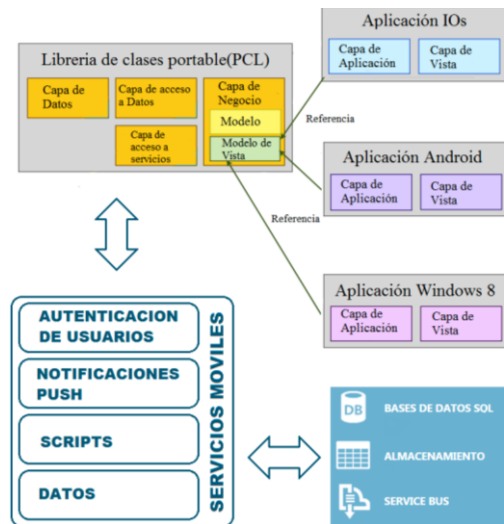 Libreria de clases portable(PCL)
Capa de
Datos
Capa de acceso
a Datos
Capa de
acceso a
servicios
Capa de
Negocio
Modelo
Modelo de
Vista
Aplicación IOs
Capa de
Aplicación
Capa de
Vista
Referencia
Aplicación Android
Capa de
Aplicación
Capa de
Vista
Referencia
Aplicación Windows 8
Capa de
Aplicación
Capa de
Vista
AUTENTICACION
DE USUARIOS
NOTIFICACIONES
PUSH
SCRIPTS
DATOS
SERVICIOS MOVILES
DB
BASES DE DATOS SQL
ALMACENAMIENTO
SERVICE BUS